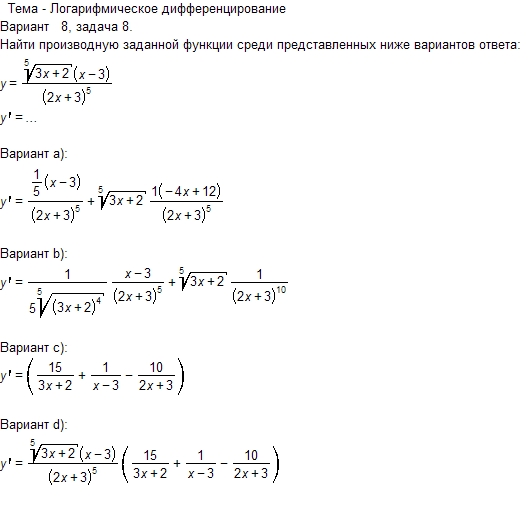 Тема - Логарифмическое дифференцирование
Вариант 8, задача 8.
Найти производную заданной функции среди представленных ниже вариантов ответа:
y = \frac{\sqrt[5]{3x+2}(x-3)}{(2x+3)^5}
y' = ...
Вариант a):
y' = \frac{\frac{1}{5}(x-3)}{(2x+3)^5} + \sqrt[5]{3x+2} \frac{1(-4x+12)}{(2x+3)^5}
Вариант b):
y' = \frac{1}{5\sqrt[5]{(3x+2)^4}} \frac{x-3}{(2x+3)^5} + \sqrt[5]{3x+2} \frac{1}{(2x+3)^{10}}
Вариант c):
y' = \left( \frac{15}{3x+2} + \frac{1}{x-3} - \frac{10}{2x+3} \right)
Вариант d):
y' = \frac{\sqrt[5]{3x+2}(x-3)}{(2x+3)^5} \left( \frac{15}{3x+2} + \frac{1}{x-3} - \frac{10}{2x+3} \right)